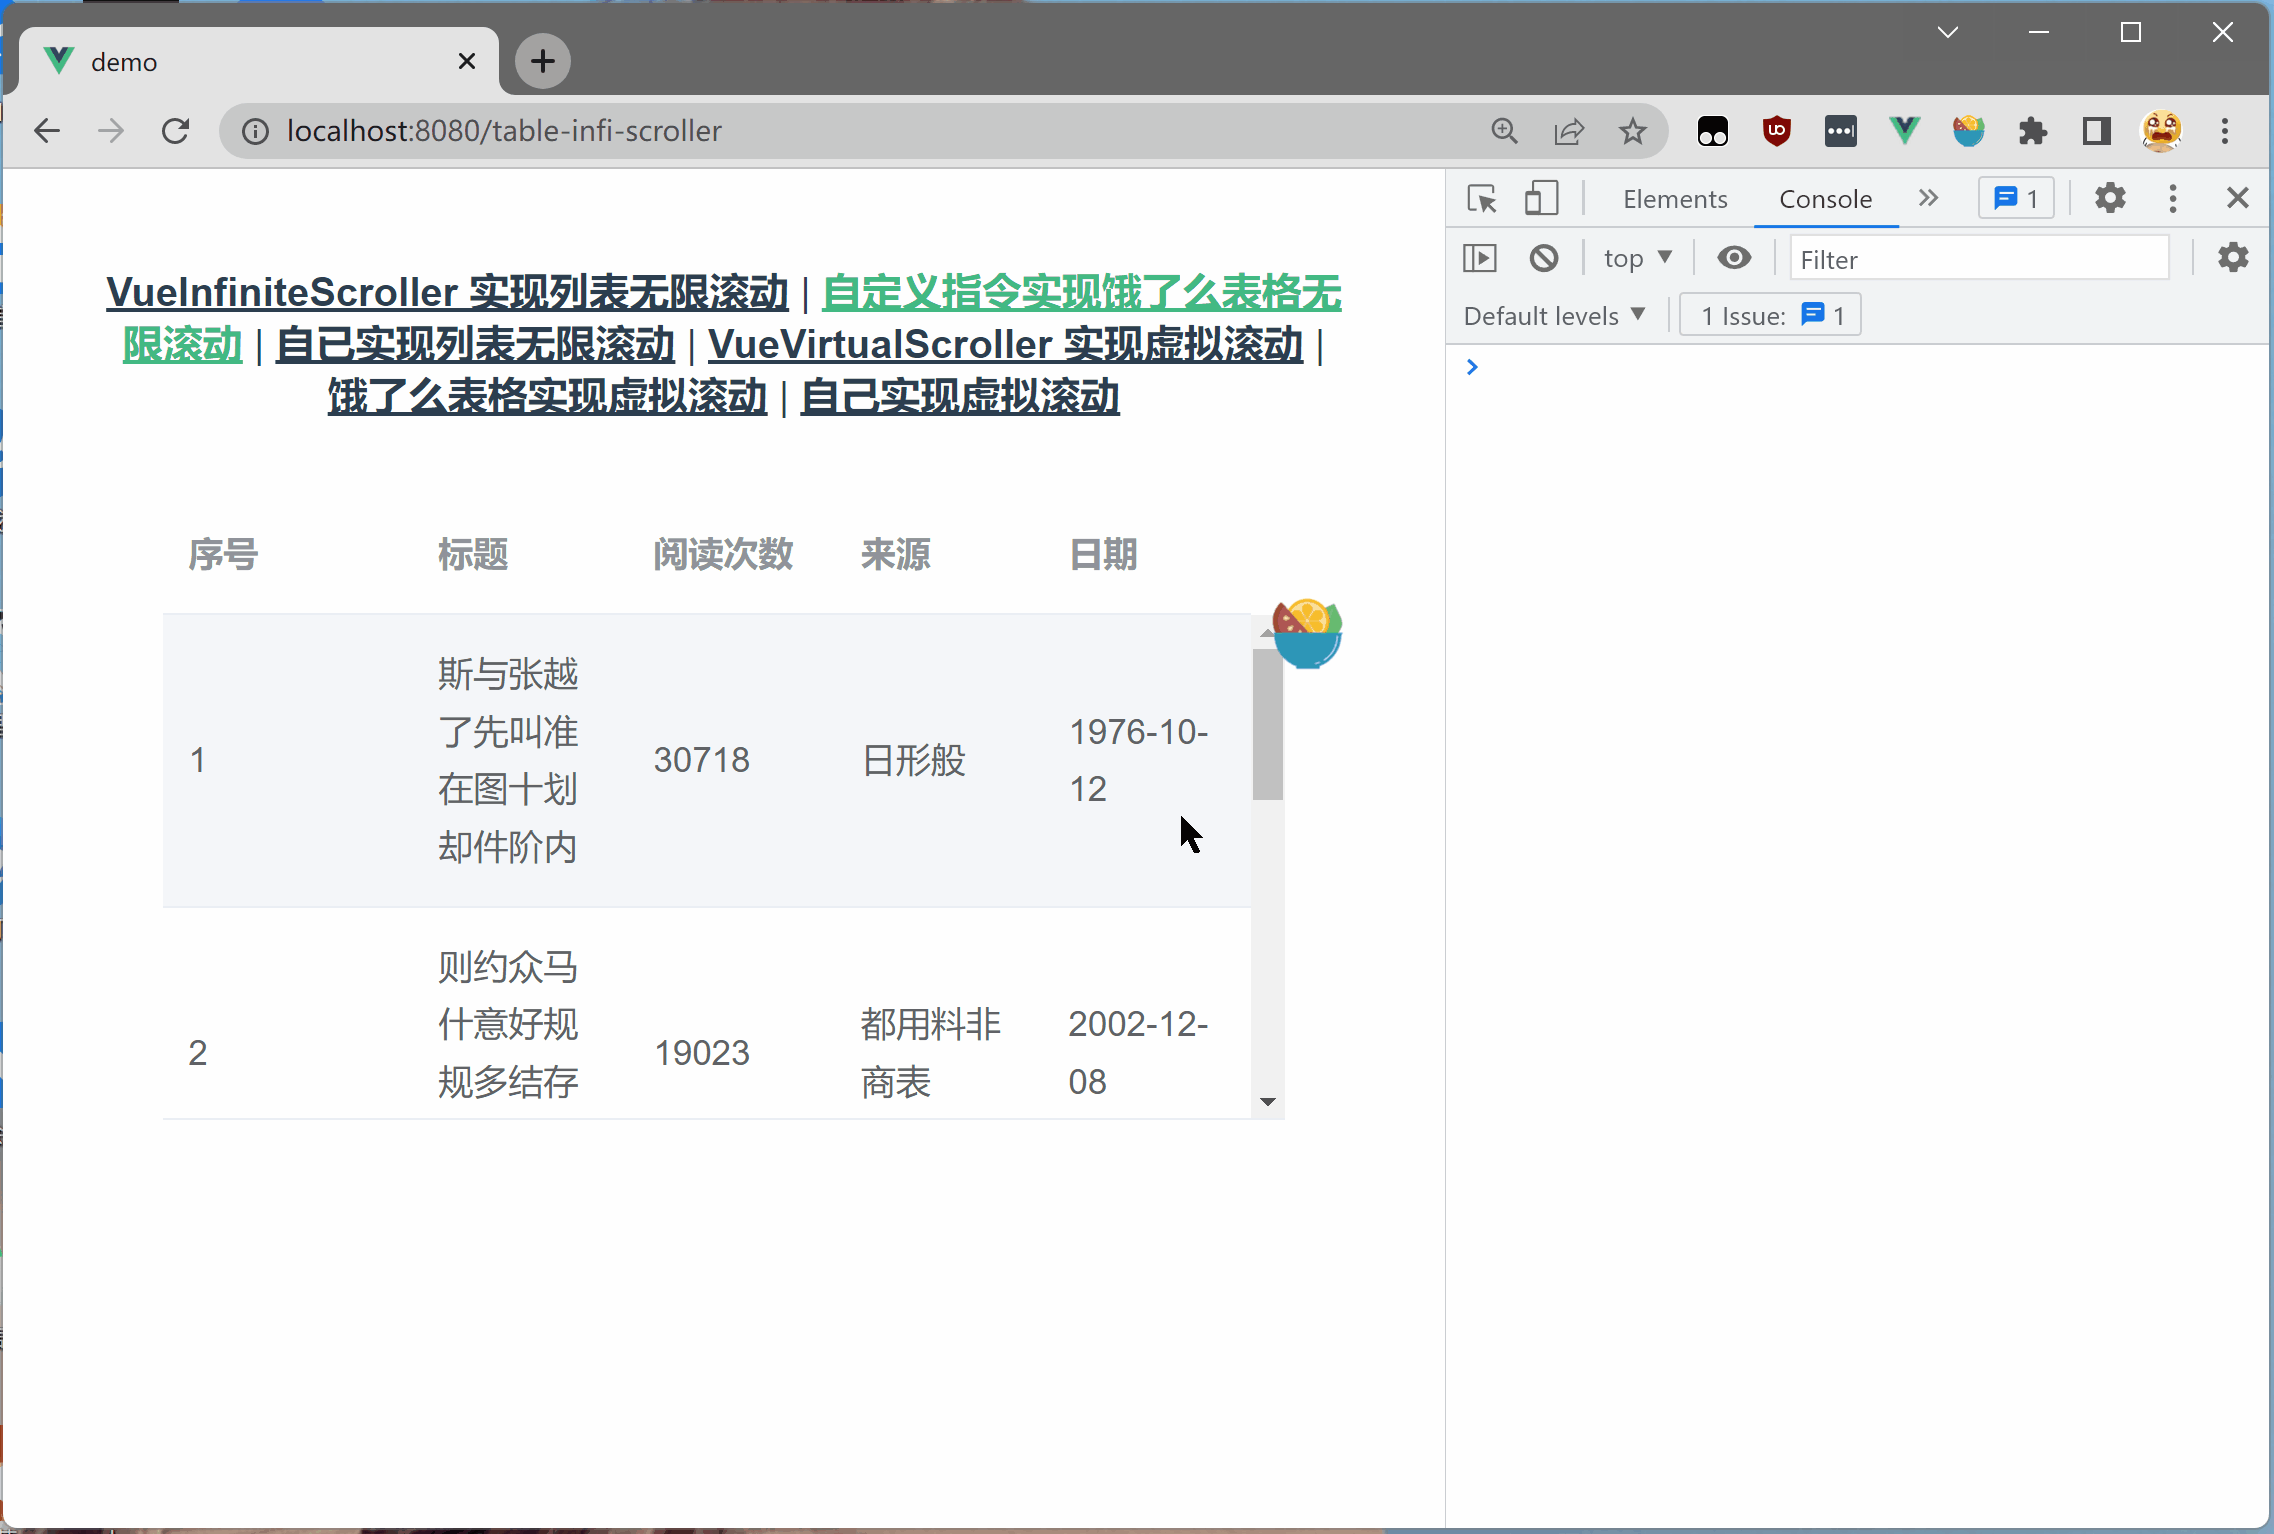 demo
localhost:8080/table-infi-scroller
Elements
Console
1
top
Filter
Default levels
1 Issue:
1
VueInfiniteScroller 实现列表无限滚动 | 自定义指令实现饿了么表格无
限滚动 | 自己实现列表无限滚动 | VueVirtualScroller 实现虚拟滚动 |
饿了么表格实现虚拟滚动 | 自己实现虚拟滚动
序号 标题 阅读次数 来源 日期
斯与张越
了先叫准
在图十划
却件阶内
1
30718
日形般
1976-10-
12
则约众马
什意好规
规多结存
2
19023
都用料非
商表
2002-12-
08